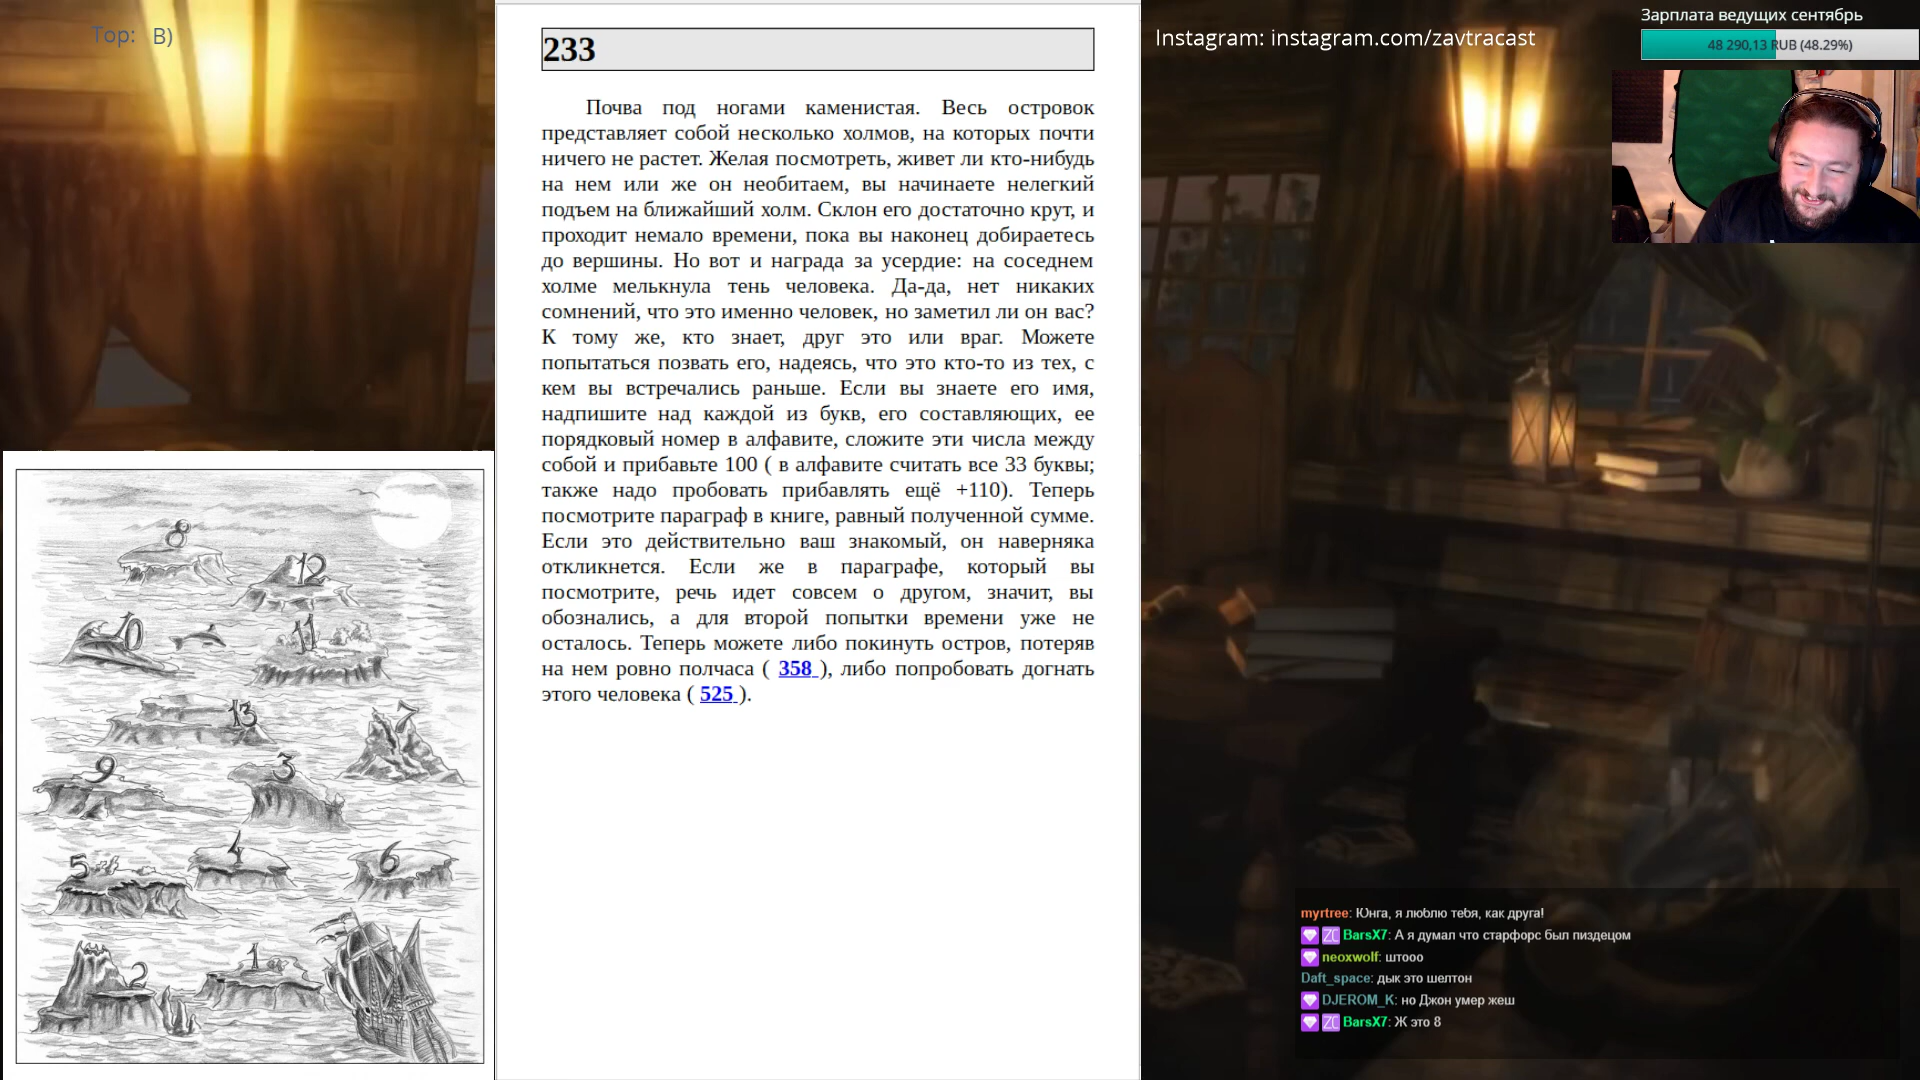 Top: B)
233
Почва под ногами каменистая. Весь островок
представляет собой несколько холмов, на которых почти
ничего не растет. Желая посмотреть, живет ли кто-нибудь
на нем или же он необитаем, вы начинаете нелегкий
подъем на ближайший холм. Склон его достаточно крут, и
проходит немало времени, пока вы наконец добираетесь
до вершины. Но вот и награда за усердие: на соседнем
холме мелькнула тень человека. Да-да, нет никаких
сомнений, что это именно человек, но заметил ли он вас?
К тому же, кто знает, друг это или враг. Можете
попытаться позвать его, надеясь, что это кто-то из тех, с
кем вы встречались раньше. Если вы знаете его имя,
надпишите над каждой из букв, его составляющих, ее
порядковый номер в алфавите, сложите эти числа между
собой и прибавьте 100 ( в алфавите считать все 33 буквы;
также надо пробовать прибавлять ещё +110). Теперь
посмотрите параграф в книге, равный полученной сумме.
Если это действительно ваш знакомый, он наверняка
откликнется. Если же в параграфе, который вы
посмотрите, речь идет совсем о другом, значит, вы
обознались, а для второй попытки времени уже не
осталось. Теперь можете либо покинуть остров, потеряв
на нем ровно полчаса ( 358 ), либо попробовать догнать
этого человека ( 525 ).
8
12
10
11
13
7
9
3
5
4
6
2
1
Instagram: instagram.com/zavtracast
Зарплата ведущих сентябрь
48 290,13 RUB (48.29%)
myrtree: Юнга, я люблю тебя, как друга!
ZC BarsX7: А я думал что старфорс был пиздецом
neoxwolf: штооо
Daft_space: дык это шелтон
DJEROM_K: но Джон умер жеш
ZC BarsX7: Ж это 8